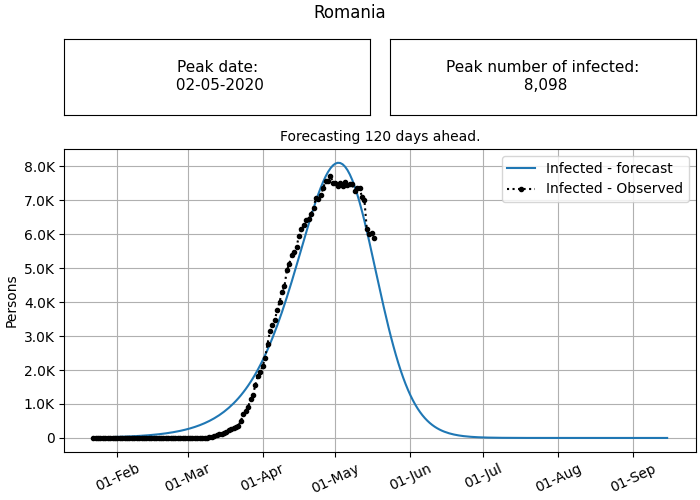 Romania
Peak date:
02-05-2020
Peak number of infected:
8,098
Forecasting 120 days ahead.
Infected - forecast
Infected - Observed
8.0K
7.0K
6.0K
5.0K
4.0K
3.0K
2.0K
1.0K
0
Persons
01-Feb
01-Mar
01-Apr
01-May
01-Jun
01-Jul
01-Aug
01-Sep